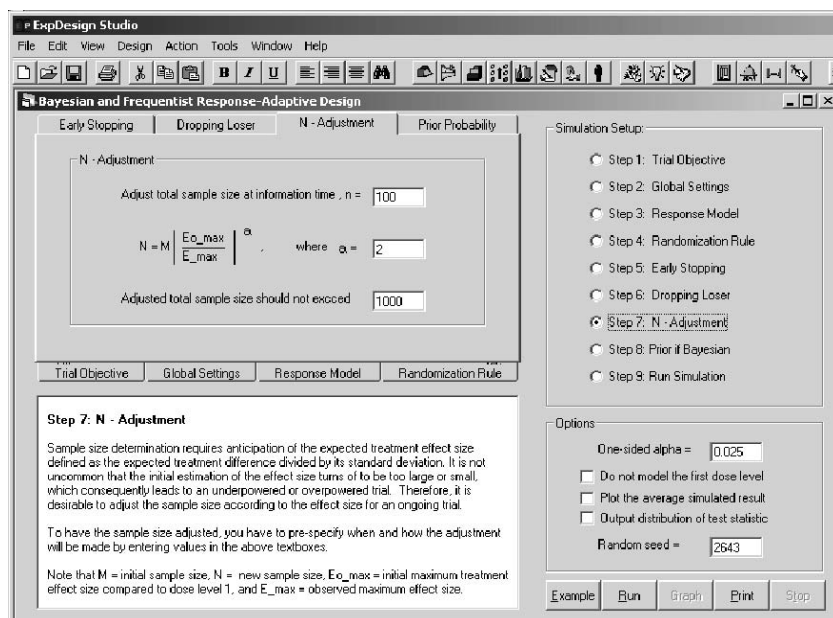 ExpDesign Studio
File Edit View Design Action Tools Window Help
B I U
Bayesian and Frequentist Response-Adaptive Design
Early Stopping Dropping Loser N - Adjustment Prior Probability
N - Adjustment
Adjust total sample size at information time , n = 100
N = M | Eo_max / E_max | ^ a , where a = 2
Adjusted total sample size should not exceed 1000
Trial Objective Global Settings Response Model Randomization Rule
Step 7: N - Adjustment
Sample size determination requires anticipation of the expected treatment effect size
defined as the expected treatment difference divided by its standard deviation. It is not
uncommon that the initial estimation of the effect size turns of to be too large or small,
which consequently leads to an underpowered or overpowered trial. Therefore, it is
desirable to adjust the sample size according to the effect size for an ongoing trial.
To have the sample size adjusted, you have to pre-specify when and how the adjustment
will be made by entering values in the above textboxes.
Note that M = initial sample size, N = new sample size, Eo_max = initial maximum treatment
effect size compared to dose level 1, and E_max = observed maximum effect size.
Simulation Setup:
Step 1: Trial Objective
Step 2: Global Settings
Step 3: Response Model
Step 4: Randomization Rule
Step 5: Early Stopping
Step 6: Dropping Loser
Step 7: N - Adjustment
Step 8: Prior if Bayesian
Step 9: Run Simulation
Options
One-sided alpha = 0.025
Do not model the first dose level
Plot the average simulated result
Output distribution of test statistic
Random seed = 2643
Example Run Graph Print Stop